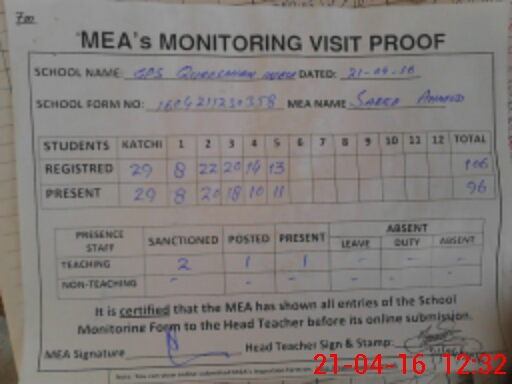 Zoo
"MEA's MONITORING VISIT PROOF
SCHOOL NAME: GPS DATED: 21-04-16
SCHOOL FORM NO: 1604211230358 MEA NAME Saeed Ahmad
STUDENTS KATCHI 1 2 3 4 5 6 7 8 9 10 11 12 TOTAL
REGISTRED 29 8 22 20 14 13 106
PRESENT 29 8 20 18 10 11 96
PRESENCE STAFF SANCTIONED POSTED PRESENT ABSENT
LEAVE DUTY ABSENT
TEACHING 2 1 1 - - -
NON-TEACHING - - - - - -
It is certified that the MEA has shown all entries of the School
Monitoring Form to the Head Teacher before its online submission.
MEA Signature Head Teacher Sign & Stamp:
21-04-16 12:32